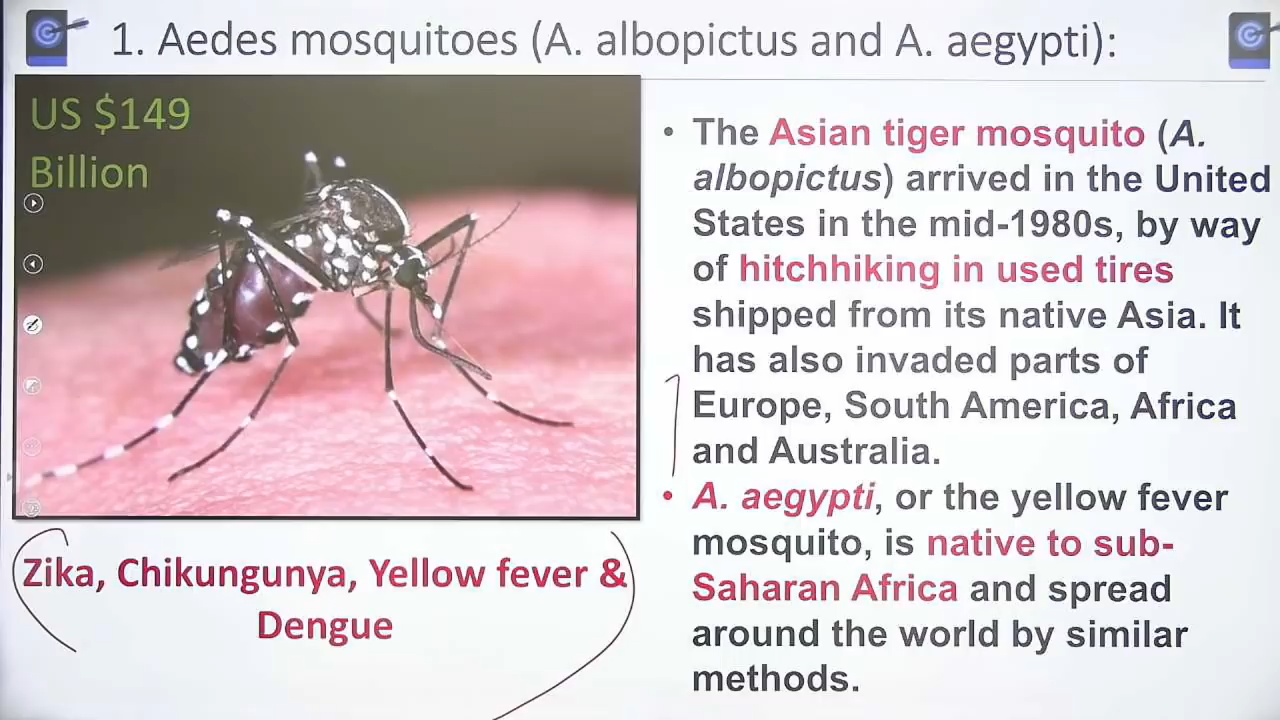 1. Aedes mosquitoes (A. albopictus and A. aegypti):
US $149
Billion
Zika, Chikungunya, Yellow fever &
Dengue
• The Asian tiger mosquito (A.
albopictus) arrived in the United
States in the mid-1980s, by way
of hitchhiking in used tires
shipped from its native Asia. It
has also invaded parts of
Europe, South America, Africa
and Australia.
• A. aegypti, or the yellow fever
mosquito, is native to sub-
Saharan Africa and spread
around the world by similar
methods.